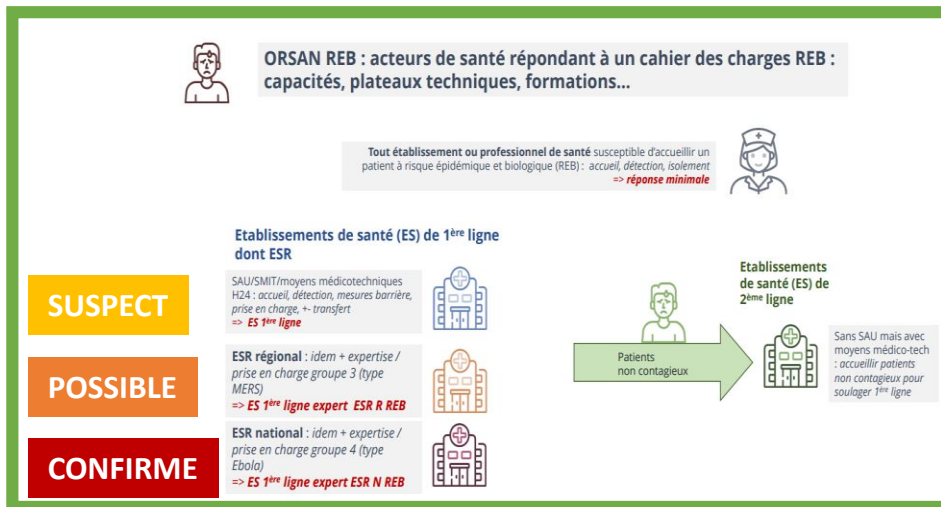 ORSAN REB : acteurs de santé répondant à un cahier des charges REB :
capacités, plateaux techniques, formations...
Tout établissement ou professionnel de santé susceptible d'accueillir un
patient à risque épidémique et biologique (REB) : accueil, détection, isolement
=> réponse minimale
Etablissements de santé (ES) de 1ère ligne
dont ESR
SUSPECT
SAU/SMIT/moyens médicotechniques
H24 : accueil, détection, mesures barrière,
prise en charge, +- transfert
=> ES 1ère ligne
POSSIBLE
ESR régional : idem + expertise /
prise en charge groupe 3 (type
MERS)
=> ES 1ère ligne expert ESR R REB
CONFIRME
ESR national : idem + expertise /
prise en charge groupe 4 (type
Ebola)
=> ES 1ère ligne expert ESR N REB
Patients
non contagieux
Etablissements
de santé (ES) de
2ème ligne
Sans SAU mais avec
moyens médico-tech
: accueillir patients
non contagieux pour
soulager 1ère ligne